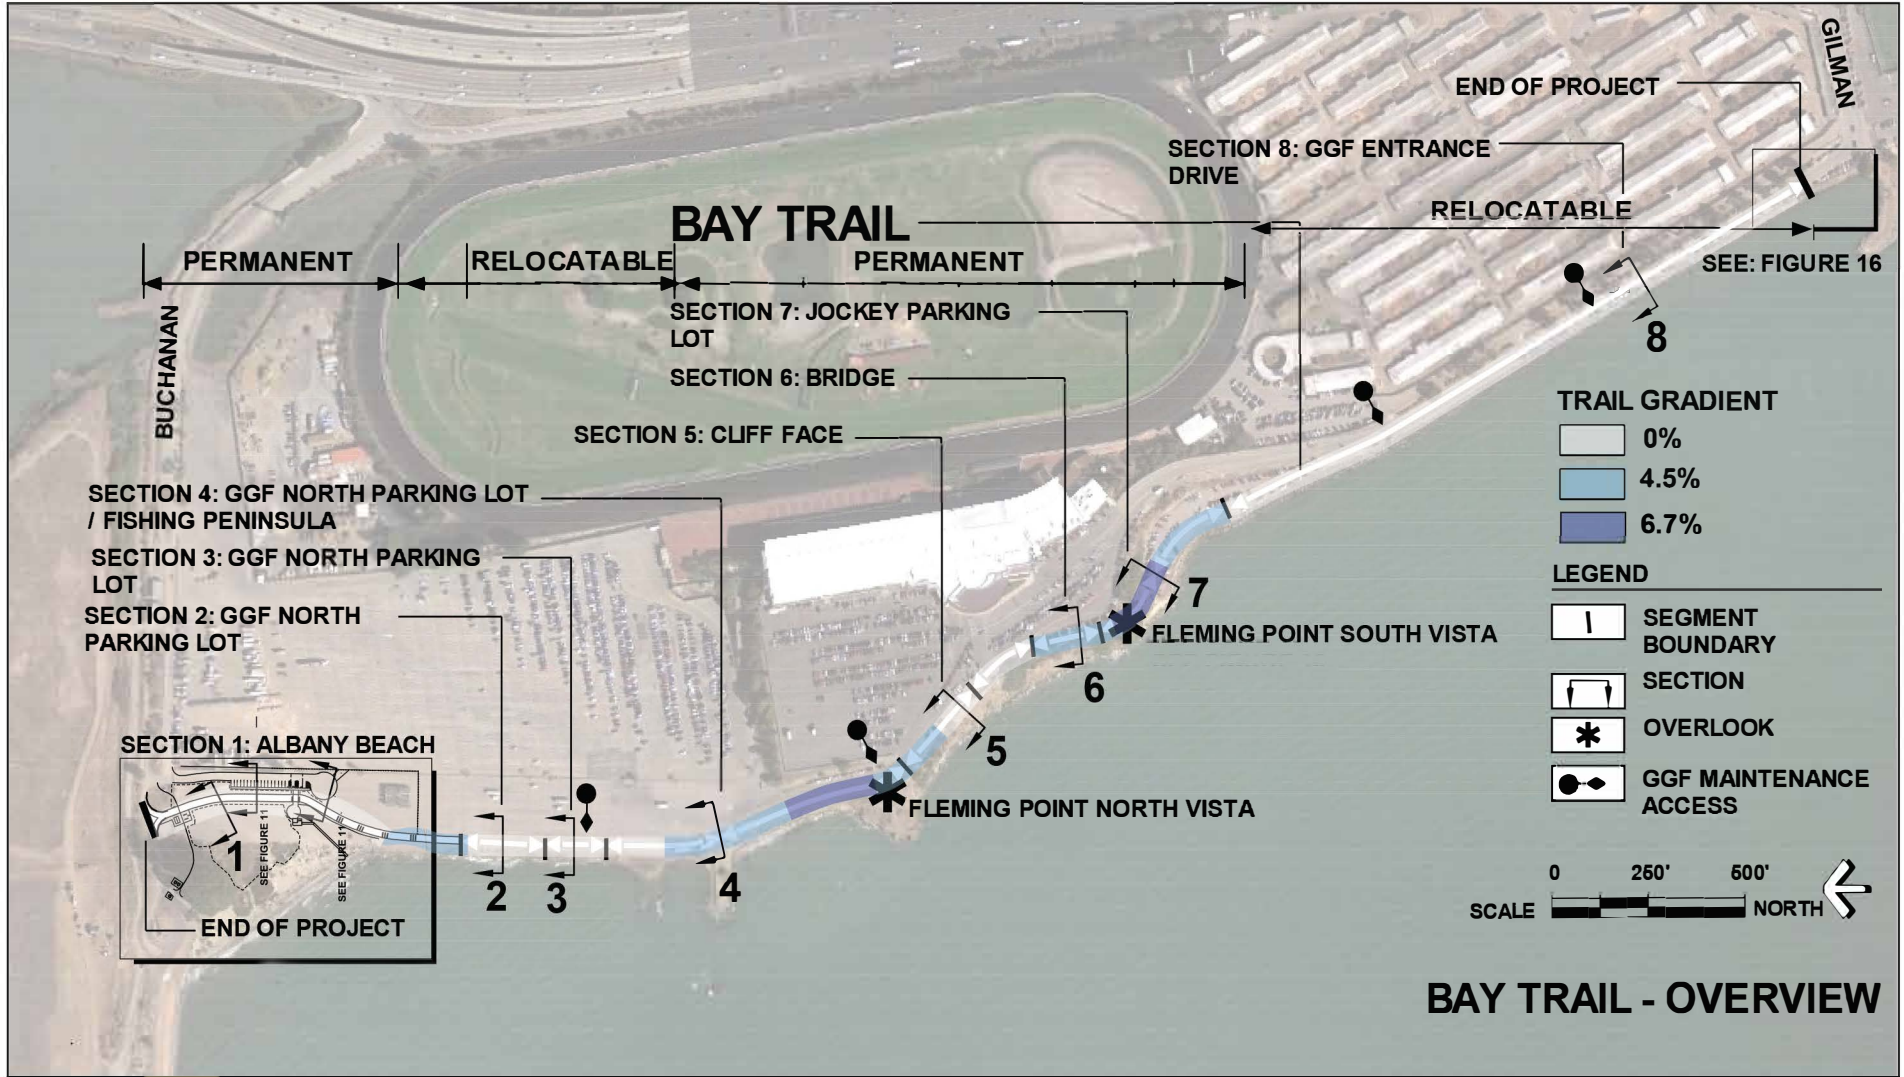 GILMAN
END OF PROJECT
SECTION 8: GGF ENTRANCE
DRIVE
BAY TRAIL
RELOCATABLE
PERMANENT
RELOCATABLE
PERMANENT
SEE: FIGURE 16
BUCHANAN
SECTION 7: JOCKEY PARKING
LOT
8
SECTION 6: BRIDGE
SECTION 5: CLIFF FACE
SECTION 4: GGF NORTH PARKING LOT
/ FISHING PENINSULA
SECTION 3: GGF NORTH PARKING
LOT
SECTION 2: GGF NORTH
PARKING LOT
TRAIL GRADIENT
0%
4.5%
6.7%
LEGEND
SEGMENT
BOUNDARY
SECTION
OVERLOOK
GGF MAINTENANCE
ACCESS
7
FLEMING POINT SOUTH VISTA
6
5
SECTION 1: ALBANY BEACH
FLEMING POINT NORTH VISTA
1
SEE FIGURE 11
SEE FIGURE 11
2
3
4
END OF PROJECT
0 250' 500'
SCALE
NORTH
BAY TRAIL - OVERVIEW